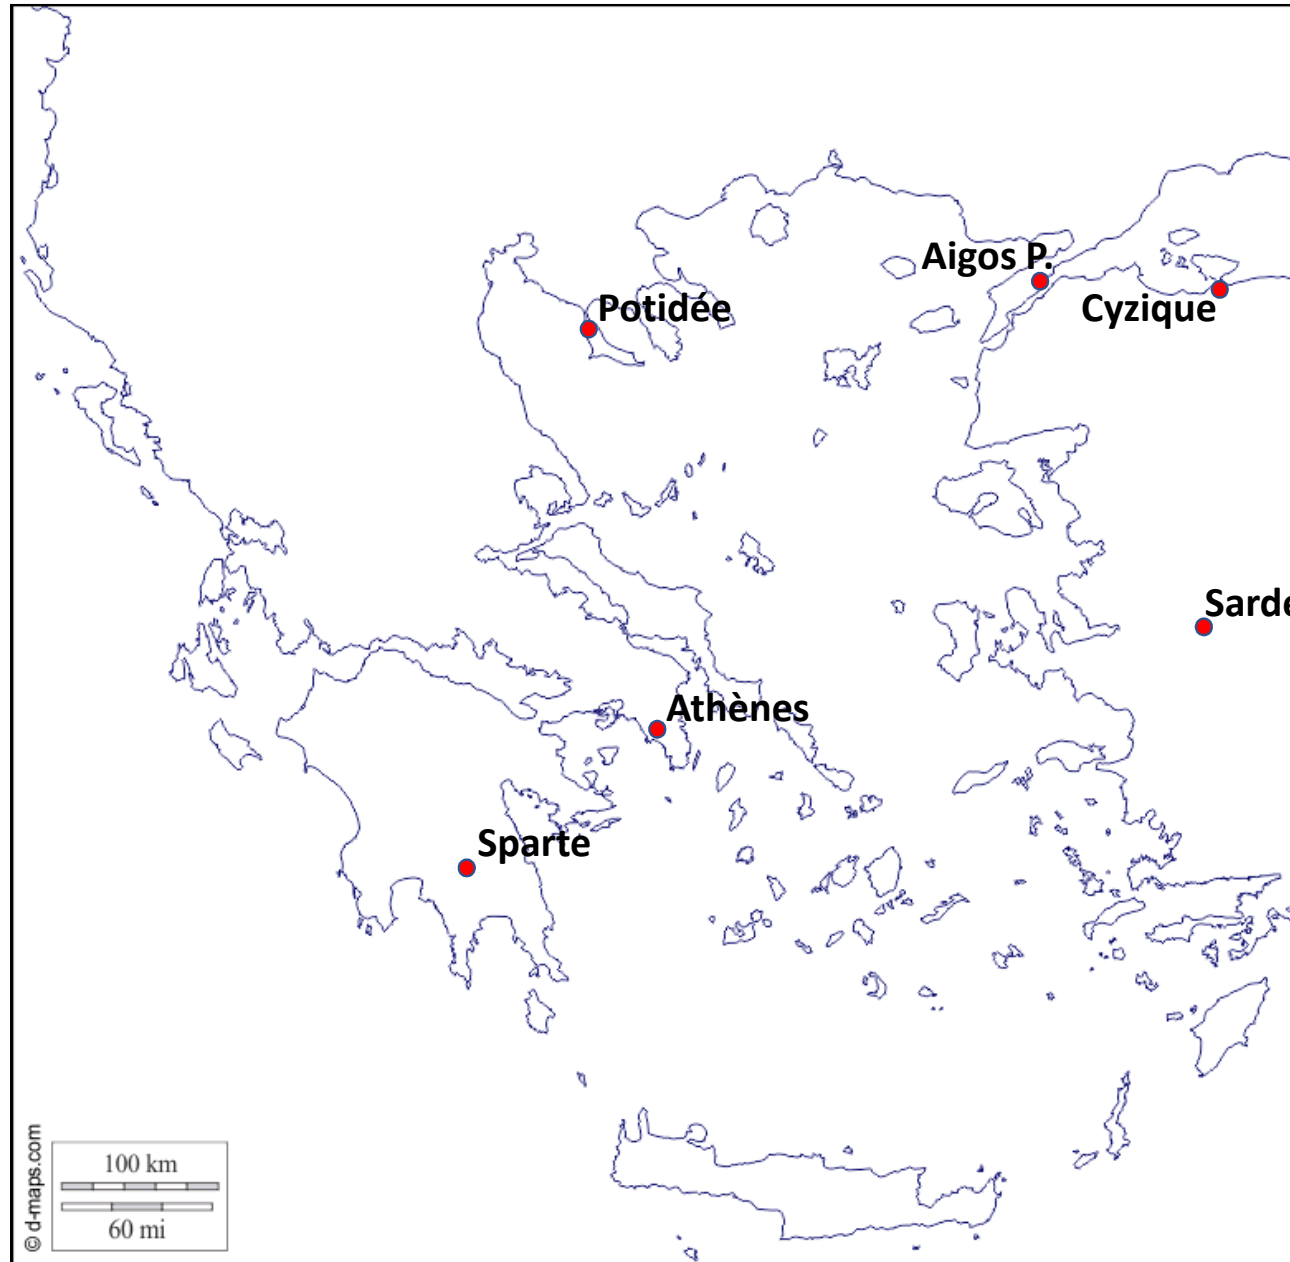 Aigos P.
Potidée
Cyzique
Sarde
Athènes
Sparte
100 km
60 mi
© d-maps.com